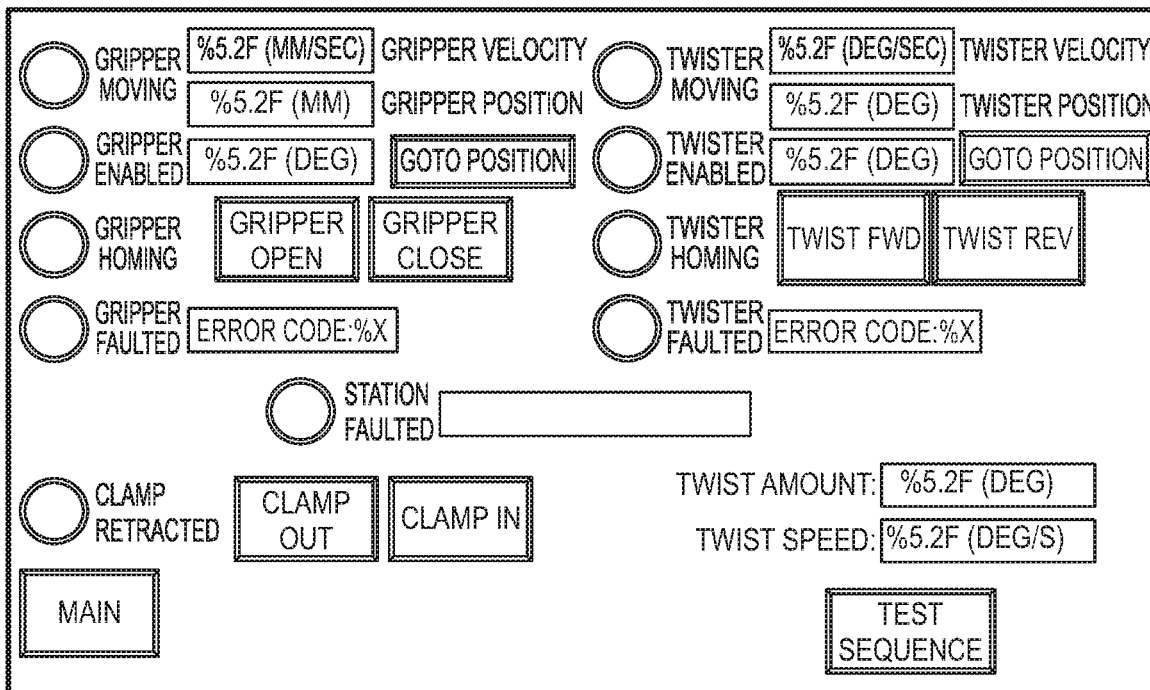 GRIPPER MOVING
%5.2F (MM/SEC) GRIPPER VELOCITY
%5.2F (MM) GRIPPER POSITION
GRIPPER ENABLED
%5.2F (DEG)
GOTO POSITION
GRIPPER HOMING
GRIPPER OPEN
GRIPPER CLOSE
GRIPPER FAULTED
ERROR CODE:%X
TWISTER MOVING
%5.2F (DEG/SEC) TWISTER VELOCITY
%5.2F (DEG) TWISTER POSITION
TWISTER ENABLED
%5.2F (DEG)
GOTO POSITION
TWISTER HOMING
TWIST FWD
TWIST REV
TWISTER FAULTED
ERROR CODE:%X
STATION FAULTED
CLAMP RETRACTED
CLAMP OUT
CLAMP IN
TWIST AMOUNT: %5.2F (DEG)
TWIST SPEED: %5.2F (DEG/S)
MAIN
TEST SEQUENCE